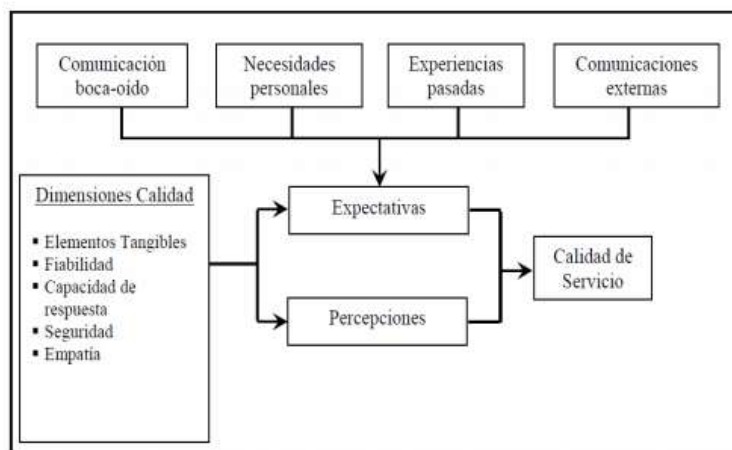 Comunicación
boca-oído
Necesidades
personales
Experiencias
pasadas
Comunicaciones
externas
Dimensiones Calidad
▪ Elementos Tangibles
▪ Fiabilidad
▪ Capacidad de
respuesta
▪ Seguridad
▪ Empatía
Expectativas
Percepciones
Calidad de
Servicio